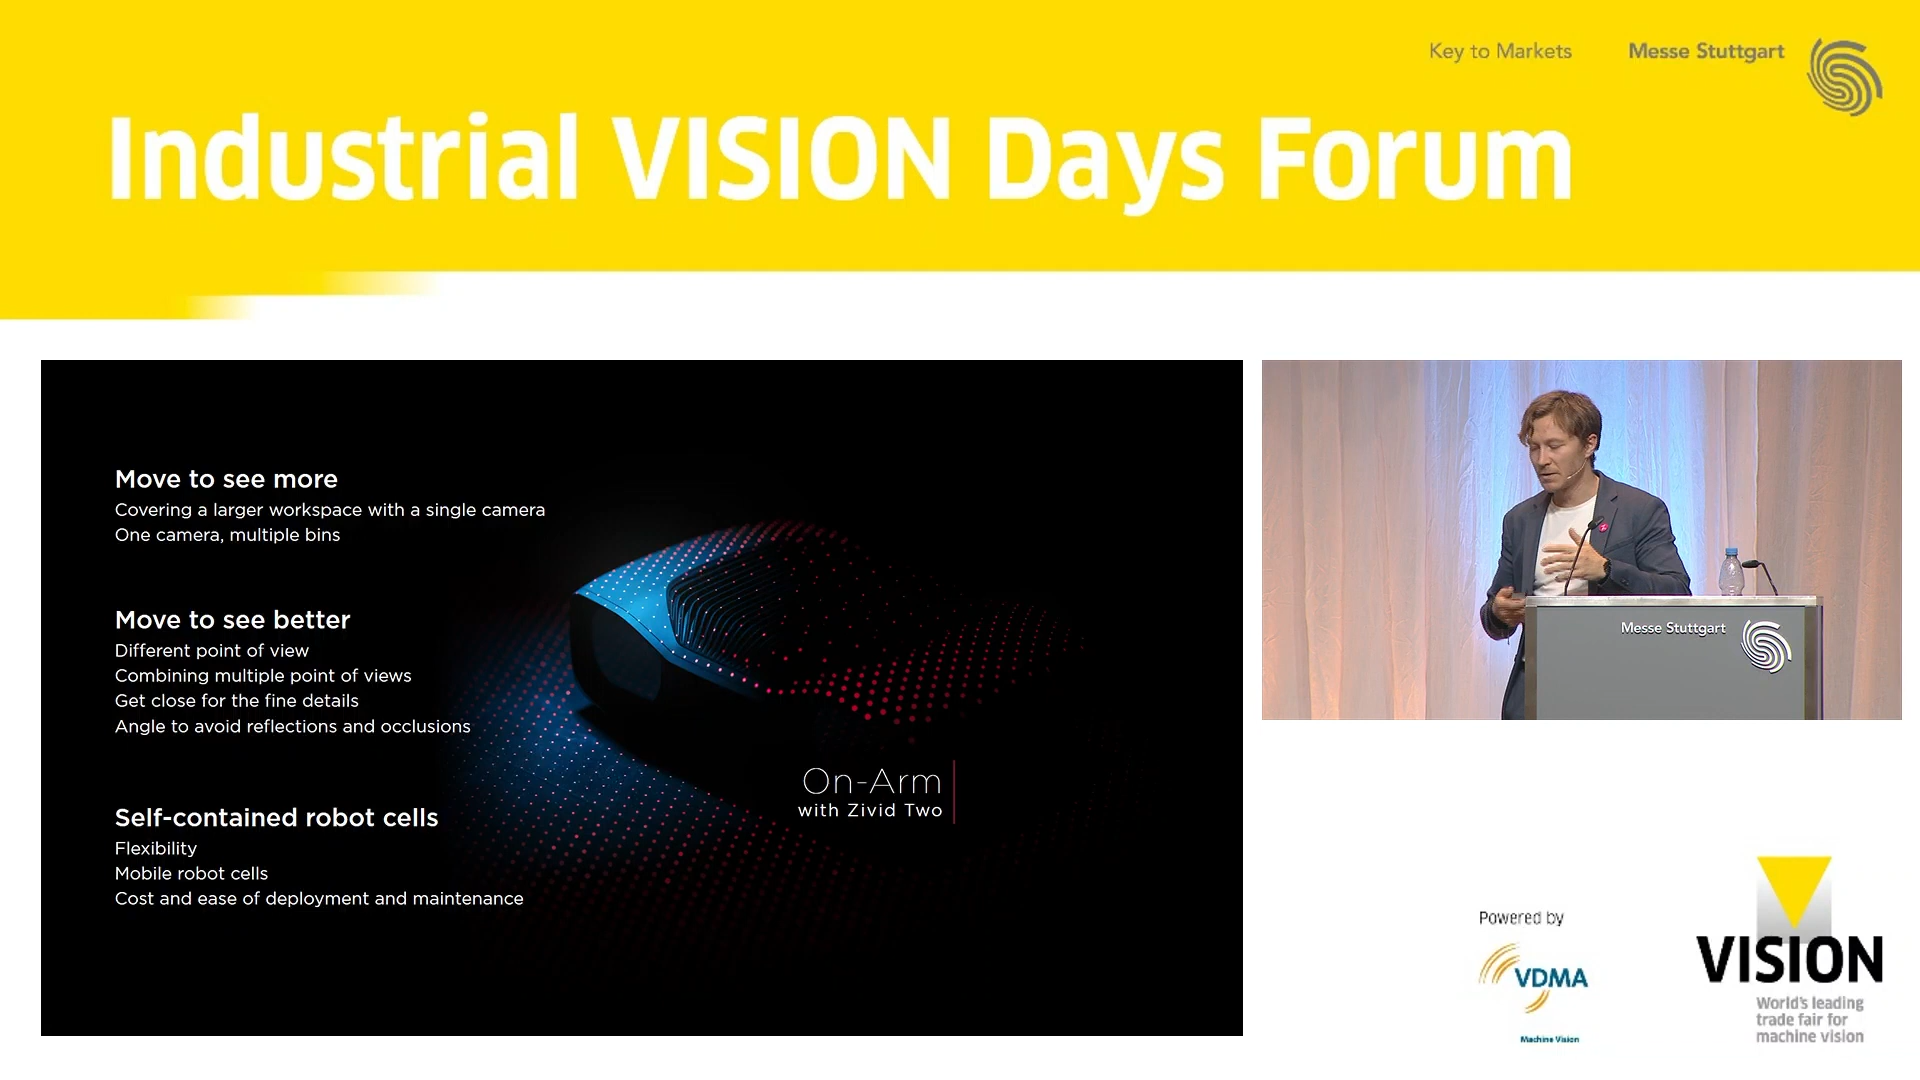 Key to Markets
Messe Stuttgart
Industrial VISION Days Forum
Move to see more
Covering a larger workspace with a single camera
One camera, multiple bins
Move to see better
Different point of view
Combining multiple point of views
Get close for the fine details
Angle to avoid reflections and occlusions
Self-contained robot cells
Flexibility
Mobile robot cells
Cost and ease of deployment and maintenance
On-Arm
with Zivid Two
Messe Stuttgart
Powered by
VDMA
Machine Vision
VISION
World's leading
trade fair for
machine vision